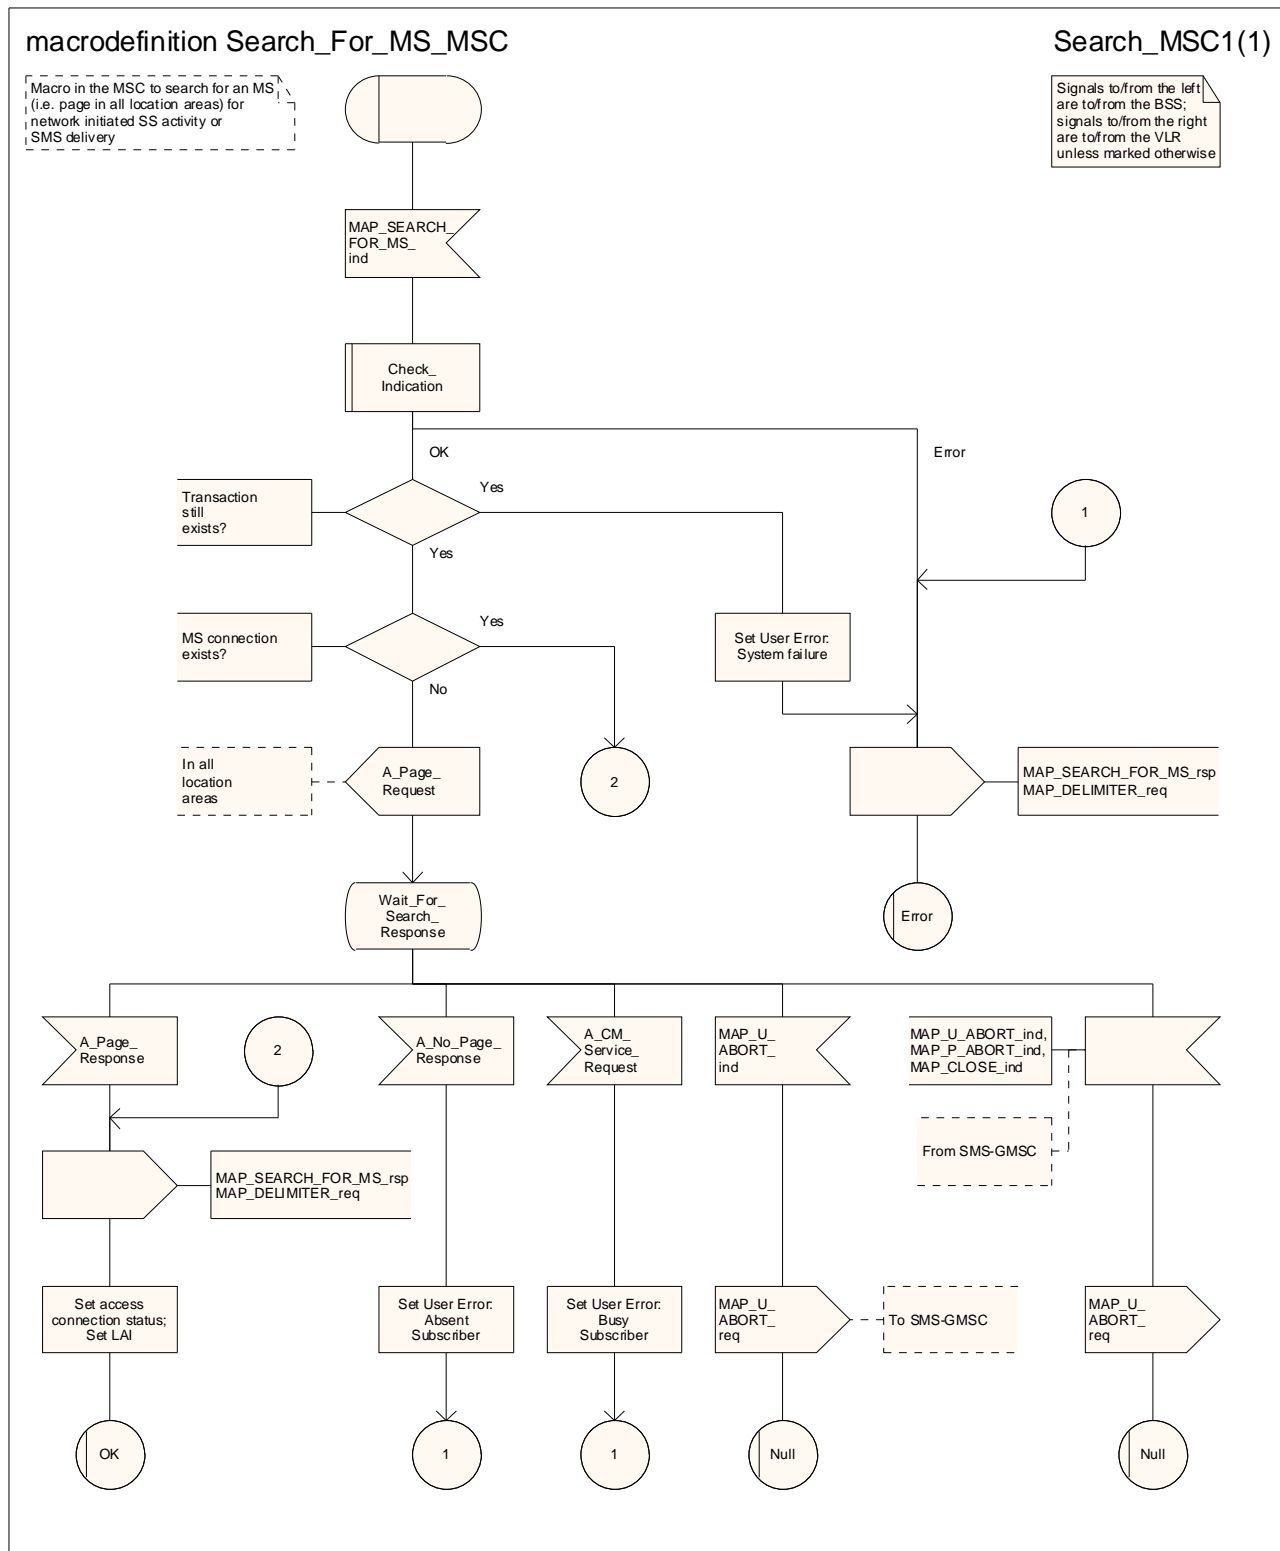 macrodefinition Search_For_MS_MSC
Search_MSC1(1)
Macro in the MSC to search for an MS
(i.e. page in all location areas) for
network initiated SS activity or
SMS delivery
Signals to/from the left
are to/from the BSS;
signals to/from the right
are to/from the VLR
unless marked otherwise
MAP_SEARCH_
FOR_MS_
ind
Check_
Indication
OK
Error
Transaction
still
exists?
Yes
Yes
1
MS connection
exists?
Yes
No
Set User Error:
System failure
In all
location
areas
A_Page_
Request
2
MAP_SEARCH_FOR_MS_rsp
MAP_DELIMITER_req
Wait_For_
Search_
Response
Error
A_Page_
Response
2
A_No_Page_
Response
A_CM_
Service_
Request
MAP_U_
ABORT_
ind
MAP_U_ABORT_ind,
MAP_P_ABORT_ind,
MAP_CLOSE_ind
From SMS-GMSC
MAP_SEARCH_FOR_MS_rsp
MAP_DELIMITER_req
Set access
connection status;
Set LAI
Set User Error:
Absent
Subscriber
Set User Error:
Busy
Subscriber
MAP_U_
ABORT_
req
To SMS-GMSC
MAP_U_
ABORT_
req
OK
1
1
Null
Null